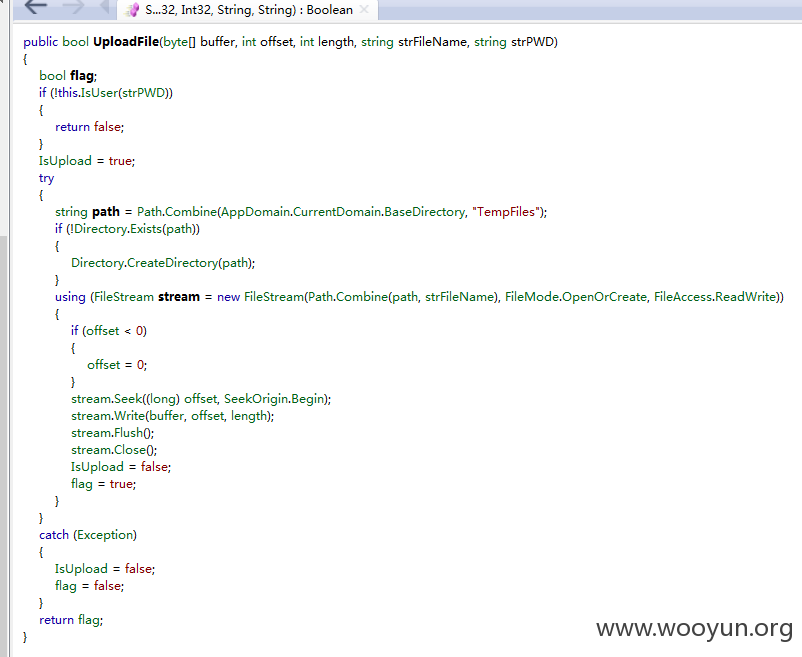 S...32, Int32, String, String) : Boolean
public bool UploadFile(byte[] buffer, int offset, int length, string strFileName, string strPWD)
{
bool flag;
if (!this.IsUser(strPWD))
{
return false;
}
IsUpload = true;
try
{
string path = Path.Combine(AppDomain.CurrentDomain.BaseDirectory, "TempFiles");
if (!Directory.Exists(path))
{
Directory.CreateDirectory(path);
}
using (FileStream stream = new FileStream(Path.Combine(path, strFileName), FileMode.OpenOrCreate, FileAccess.ReadWrite))
{
if (offset < 0)
{
offset = 0;
}
stream.Seek((long) offset, SeekOrigin.Begin);
stream.Write(buffer, offset, length);
stream.Flush();
stream.Close();
IsUpload = false;
flag = true;
}
}
catch (Exception)
{
IsUpload = false;
flag = false;
}
return flag;
}
www.wooyun.org